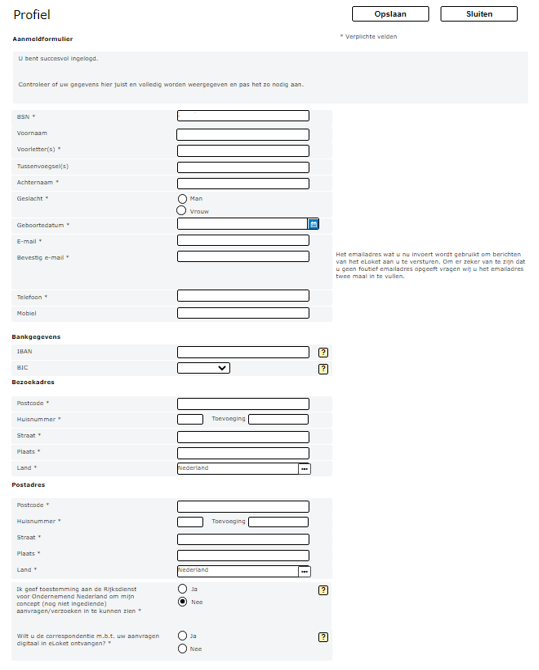 Profiel
Opslaan
Sluiten
Aanmeldformulier
* Verplichte velden
U bent succesvol ingelogd.
Controleer of uw gegevens hier juist en volledig worden weergegeven en pas het zo nodig aan.
BSN *
Voornaam
Voorletter(s) *
Tussenvoegsel(s)
Achternaam *
Geslacht *
Man
Vrouw
Geboortedatum *
E-mail *
Bevestig e-mail *
Het emailadres wat u nu invoert wordt gebruikt om berichten
van het eLoket aan u te versturen. Om er zeker van te zijn dat
u geen foutief emailadres opgeeft vragen wij u het emailadres
twee maal in te vullen.
Telefoon *
Mobiel
Bankgegevens
IBAN
?
BIC
?
Bezoekadres
Postcode *
Huisnummer *
Toevoeging
Straat *
Plaats *
Land *
Nederland
...
Postadres
Postcode *
Huisnummer *
Toevoeging
Straat *
Plaats *
Land *
Nederland
...
Ik geef toestemming aan de Rijksdienst
voor Ondernemend Nederland om mijn
concept (nog niet ingediende)
aanvragen/verzoeken in te kunnen zien *
Ja
Nee
?
Wilt u de correspondentie m.b.t. uw aanvragen
digitaal in eLoket ontvangen? *
Ja
Nee
?